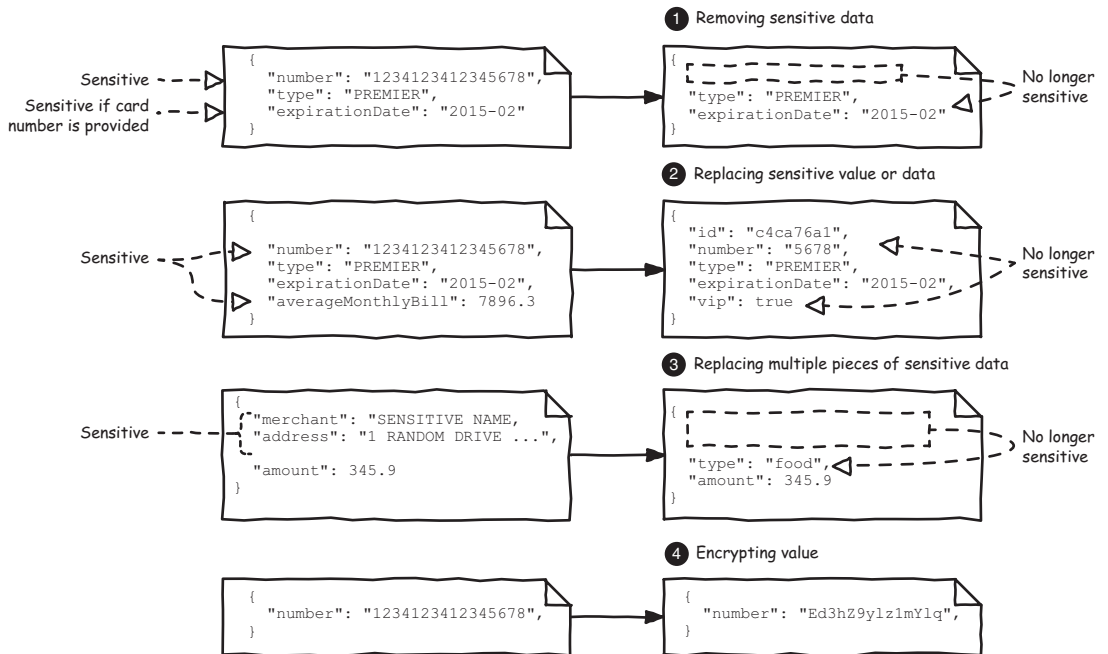 1 Removing sensitive data
Sensitive
Sensitive if card
number is provided
{
"number": "1234123412345678",
"type": "PREMIER",
"expirationDate": "2015-02"
}
{
"type": "PREMIER",
"expirationDate": "2015-02"
}
No longer
sensitive
2 Replacing sensitive value or data
Sensitive
{
"number": "1234123412345678",
"type": "PREMIER",
"expirationDate": "2015-02",
"averageMonthlyBill": 7896.3
}
{
"id": "c4ca76a1",
"number": "5678",
"type": "PREMIER",
"expirationDate": "2015-02",
"vip": true
}
No longer
sensitive
3 Replacing multiple pieces of sensitive data
Sensitive
{
"merchant": "SENSITIVE NAME,
"address": "1 RANDOM DRIVE ...",
"amount": 345.9
}
{
"type": "food",
"amount": 345.9
}
No longer
sensitive
4 Encrypting value
{
"number": "1234123412345678",
}
{
"number": "Ed3hZ9ylz1mYlq",
}